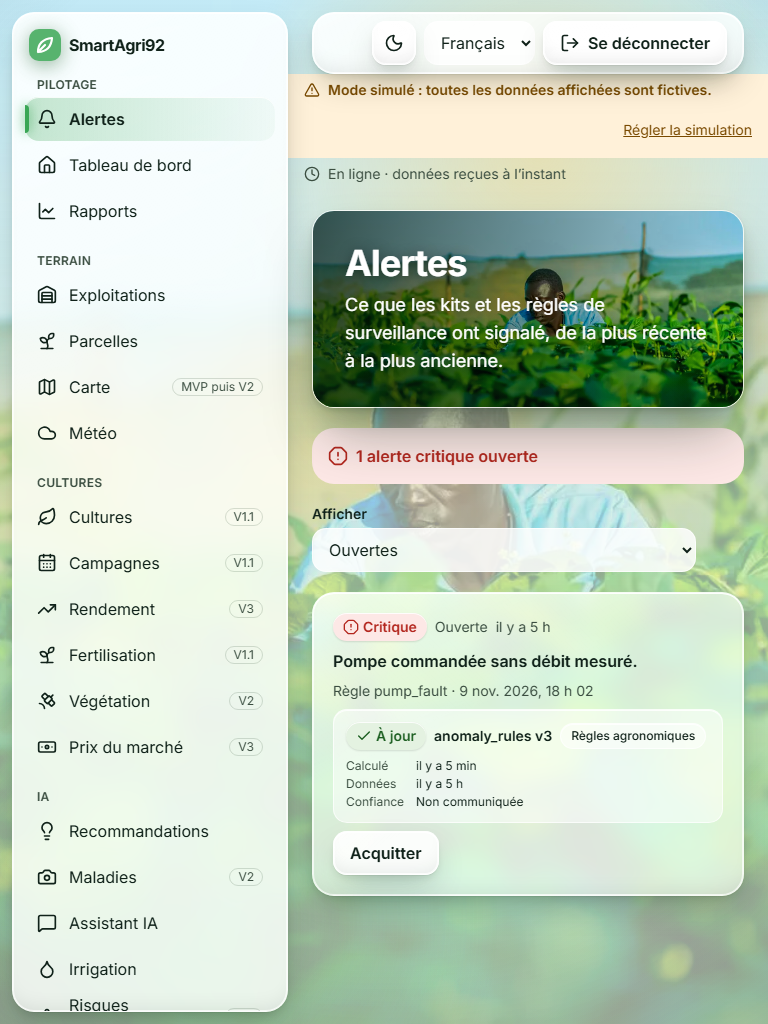 SmartAgri92
PILOTAGE
Alertes
Tableau de bord
Rapports
TERRAIN
Exploitations
Parcelles
Carte MVP puis V2
Météo
CULTURES
Cultures V1.1
Campagnes V1.1
Rendement V3
Fertilisation V1.1
Végétation V2
Prix du marché V3
IA
Recommandations
Maladies V2
Assistant IA
Irrigation
Risques
Français Se déconnecter
Mode simulé : toutes les données affichées sont fictives.
Régler la simulation
En ligne · données reçues à l’instant
Alertes
Ce que les kits et les règles de
surveillance ont signalé, de la plus récente
à la plus ancienne.
1 alerte critique ouverte
Afficher
Ouvertes
Critique Ouverte il y a 5 h
Pompe commandée sans débit mesuré.
Règle pump_fault · 9 nov. 2026, 18 h 02
À jour anomaly_rules v3 Règles agronomiques
Calculé il y a 5 min
Données il y a 5 h
Confiance Non communiquée
Acquitter